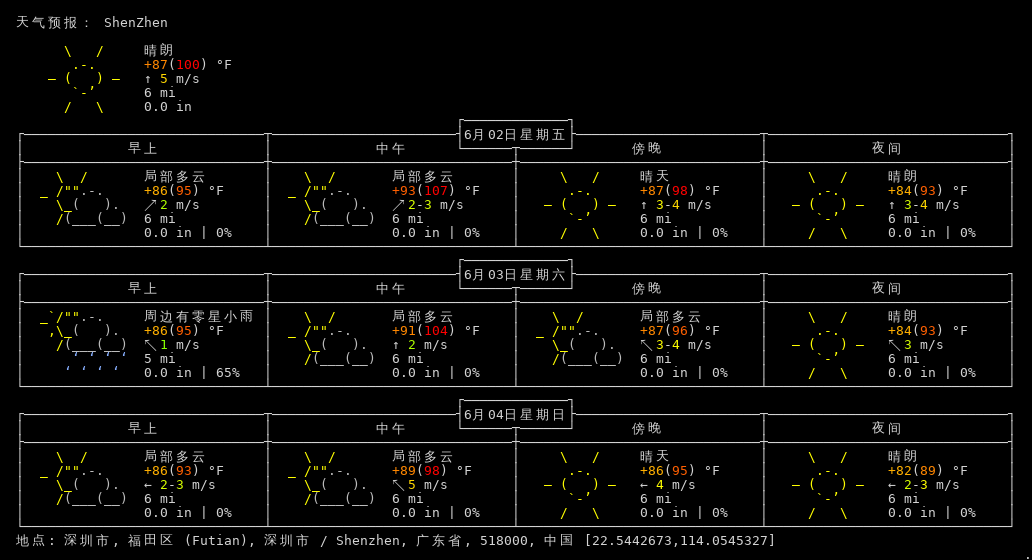 天气预报： ShenZhen
晴朗
+87(100) °F
↑ 5 m/s
6 mi
0.0 in
6月02日星期五
早上 中午 傍晚 夜间
局部多云 局部多云 晴天 晴朗
+86(95) °F +93(107) °F +87(98) °F +84(93) °F
↗ 2 m/s ↗ 2-3 m/s ↑ 3-4 m/s ↑ 3-4 m/s
6 mi 6 mi 6 mi 6 mi
0.0 in | 0% 0.0 in | 0% 0.0 in | 0% 0.0 in | 0%
6月03日星期六
早上 中午 傍晚 夜间
周边有零星小雨 局部多云 局部多云 晴朗
+86(95) °F +91(104) °F +87(96) °F +84(93) °F
↖ 1 m/s ↑ 2 m/s ↖ 3-4 m/s ↖ 3 m/s
5 mi 6 mi 6 mi 6 mi
0.0 in | 65% 0.0 in | 0% 0.0 in | 0% 0.0 in | 0%
6月04日星期日
早上 中午 傍晚 夜间
局部多云 局部多云 晴天 晴朗
+86(93) °F +89(98) °F +86(95) °F +82(89) °F
← 2-3 m/s ↖ 5 m/s ← 4 m/s ← 2-3 m/s
6 mi 6 mi 6 mi 6 mi
0.0 in | 0% 0.0 in | 0% 0.0 in | 0% 0.0 in | 0%
地点: 深圳市, 福田区 (Futian), 深圳市 / Shenzhen, 广东省, 518000, 中国 [22.5442673,114.0545327]